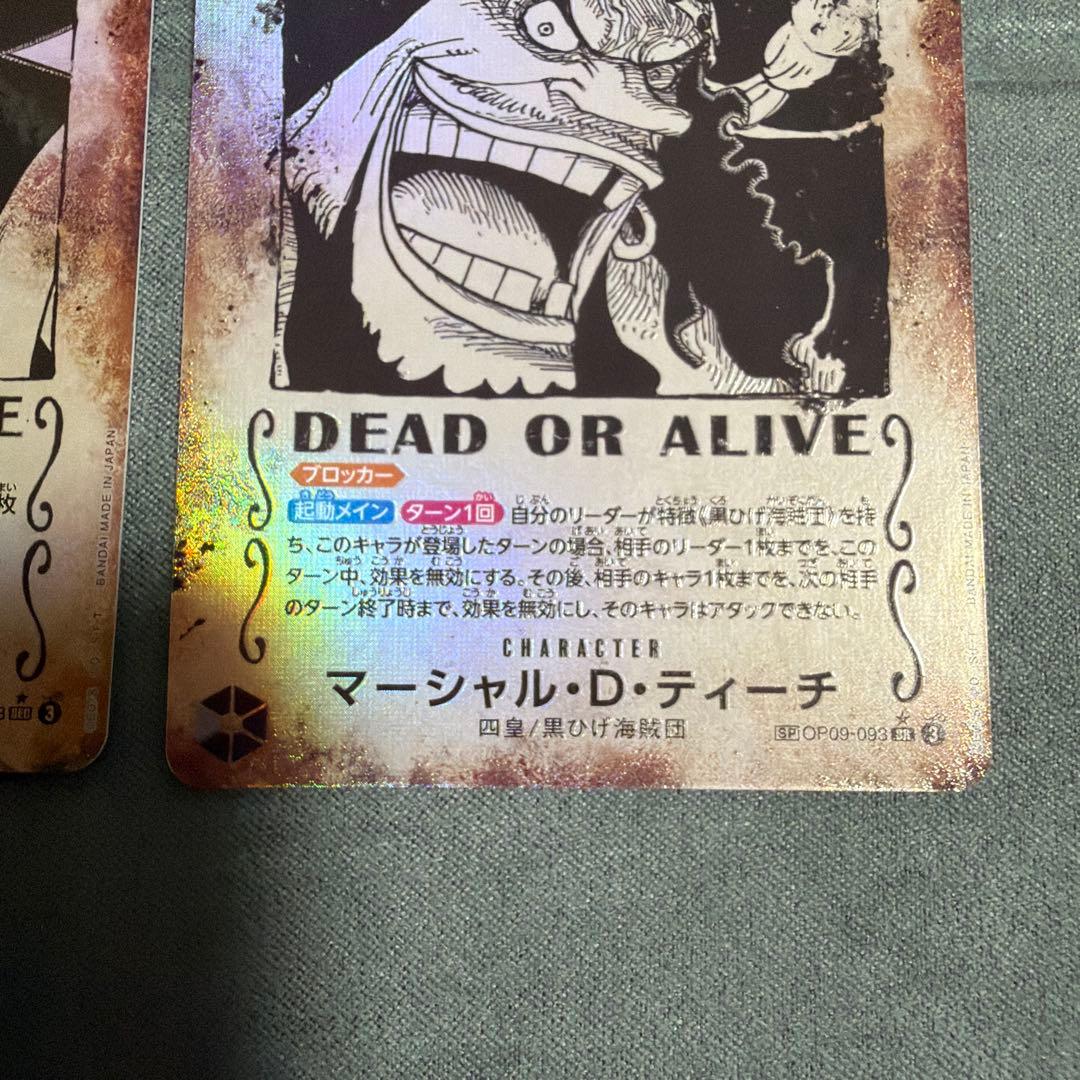 E
枚
BANDAI MADE IN JAPAN
3
DEAD OR ALIVE
ブロッカー
起動メイン ターン1回 自分のリーダーが特徴《黒ひげ海賊団》を持
ち、このキャラが登場したターンの場合、相手のリーダー1枚までを、この
ターン中、効果を無効にする。その後、相手のキャラ1枚までを、次の相手
のターン終了時まで、効果を無効にし、そのキャラはアタックできない。
CHARACTER
マーシャル・D・ティーチ
四皇/黒ひげ海賊団
SP OP09-093 SR 3
BANDAI MADE IN JAPAN